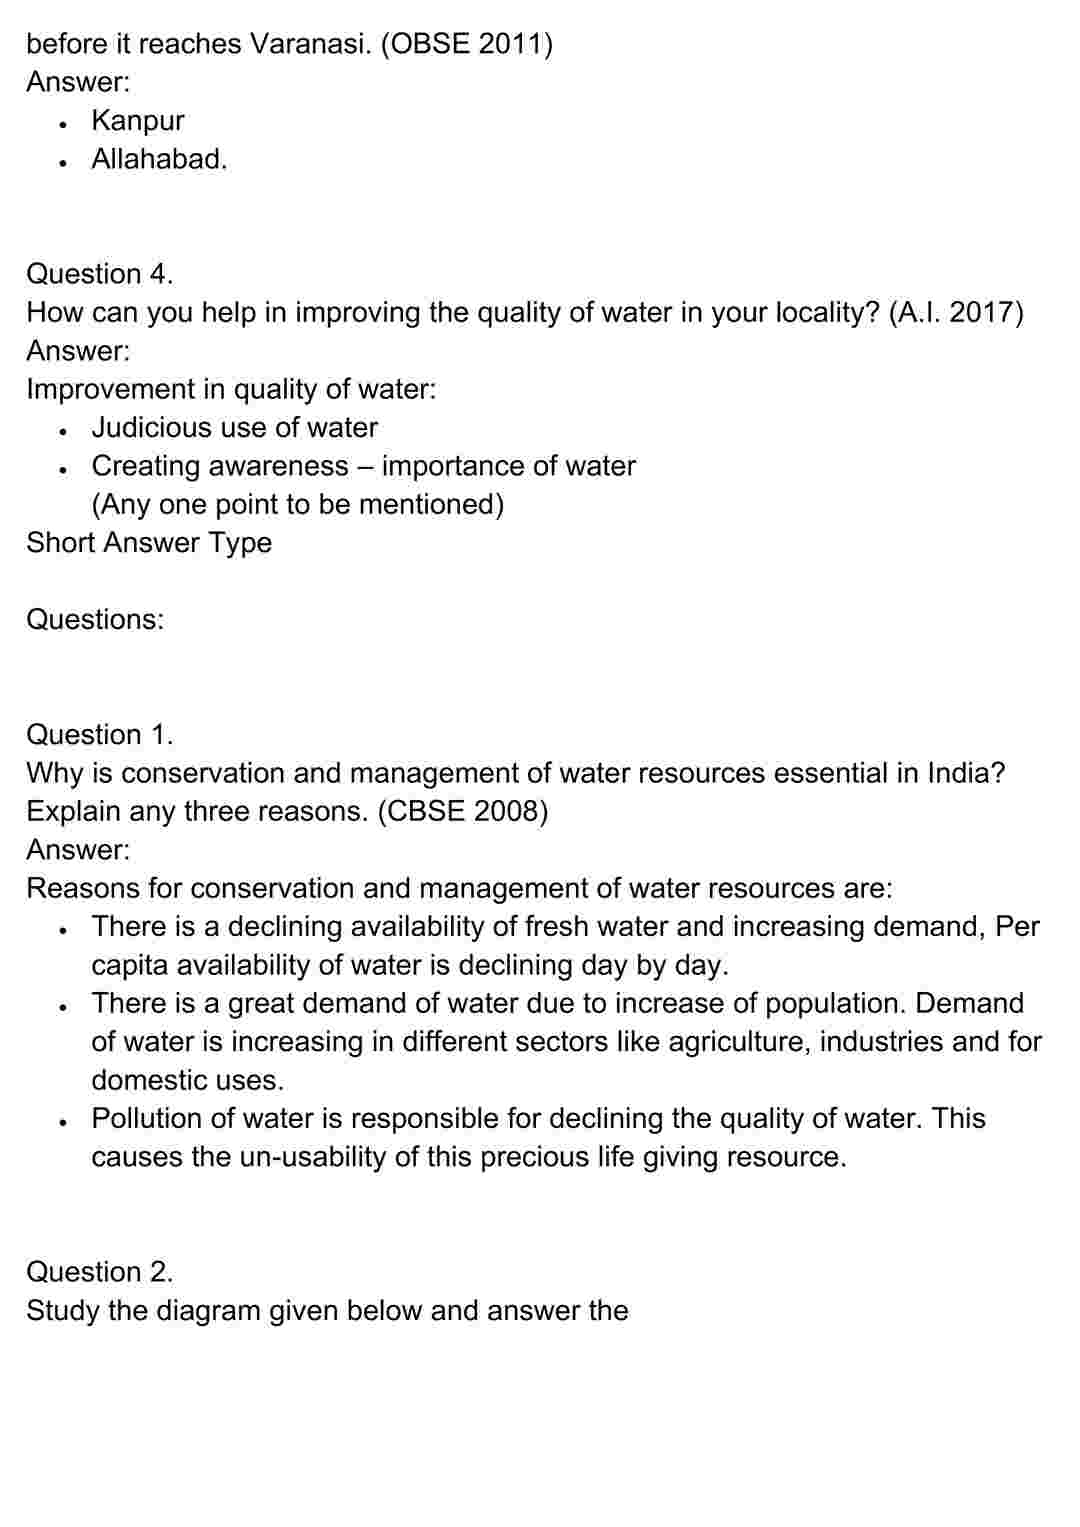 before it reaches Varanasi. (OBSE 2011)
Answer:
• Kanpur
• Allahabad.
Question 4.
How can you help in improving the quality of water in your locality? (A.I. 2017)
Answer:
Improvement in quality of water:
• Judicious use of water
• Creating awareness – importance of water
(Any one point to be mentioned)
Short Answer Type
Questions:
Question 1.
Why is conservation and management of water resources essential in India?
Explain any three reasons. (CBSE 2008)
Answer:
Reasons for conservation and management of water resources are:
• There is a declining availability of fresh water and increasing demand, Per
capita availability of water is declining day by day.
• There is a great demand of water due to increase of population. Demand
of water is increasing in different sectors like agriculture, industries and for
domestic uses.
• Pollution of water is responsible for declining the quality of water. This
causes the un-usability of this precious life giving resource.
Question 2.
Study the diagram given below and answer the